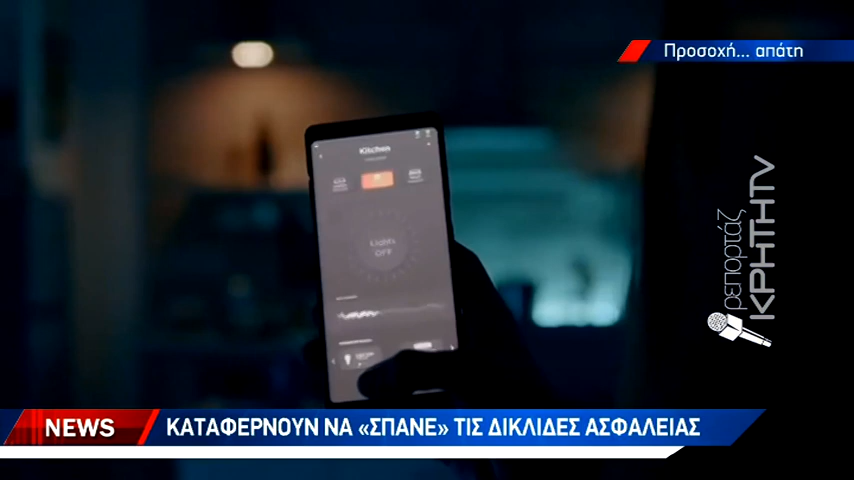 Προσοχή... απάτη
Kitchen
Lights
OFF
ρεπορτάζ
ΚΡΗΤΗTV
NEWS
ΚΑΤΑΦΕΡΝΟΥΝ ΝΑ «ΣΠΑΝΕ» ΤΙΣ ΔΙΚΛΙΔΕΣ ΑΣΦΑΛΕΙΑΣ